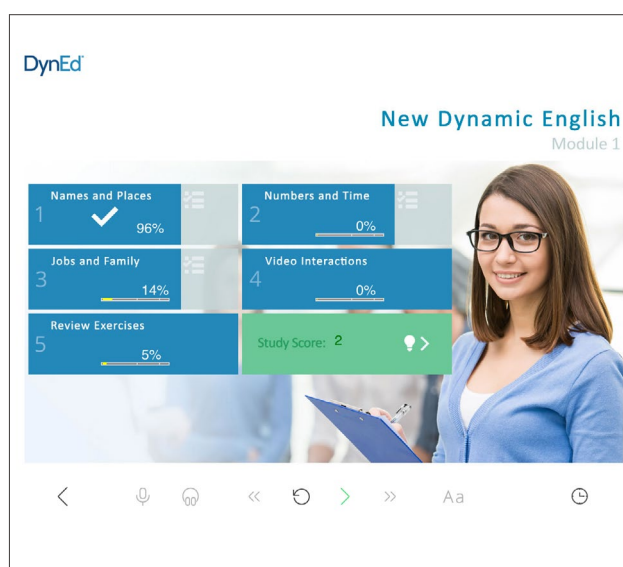 DynEd
New Dynamic English
Module 1
Names and Places
1
96%
Numbers and Time
2
0%
Jobs and Family
3
14%
Video Interactions
4
0%
Review Exercises
5
5%
Study Score: 2
Aa